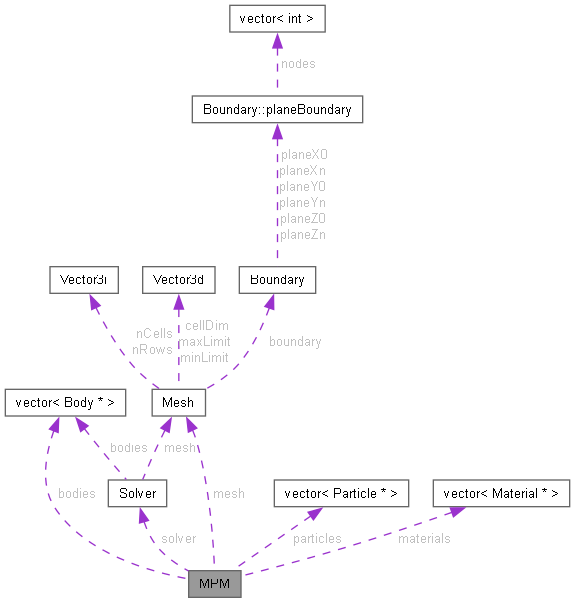 vector< int >
nodes
Boundary::planeBoundary
planeX0
planeXn
planeY0
planeYn
planeZ0
planeZn
Vector3i
Vector3d
Boundary
nCells
nRows
cellDim
maxLimit
minLimit
boundary
vector< Body * >
Mesh
bodies
mesh
Solver
vector< Particle * >
vector< Material * >
bodies
mesh
solver
particles
materials
MPM